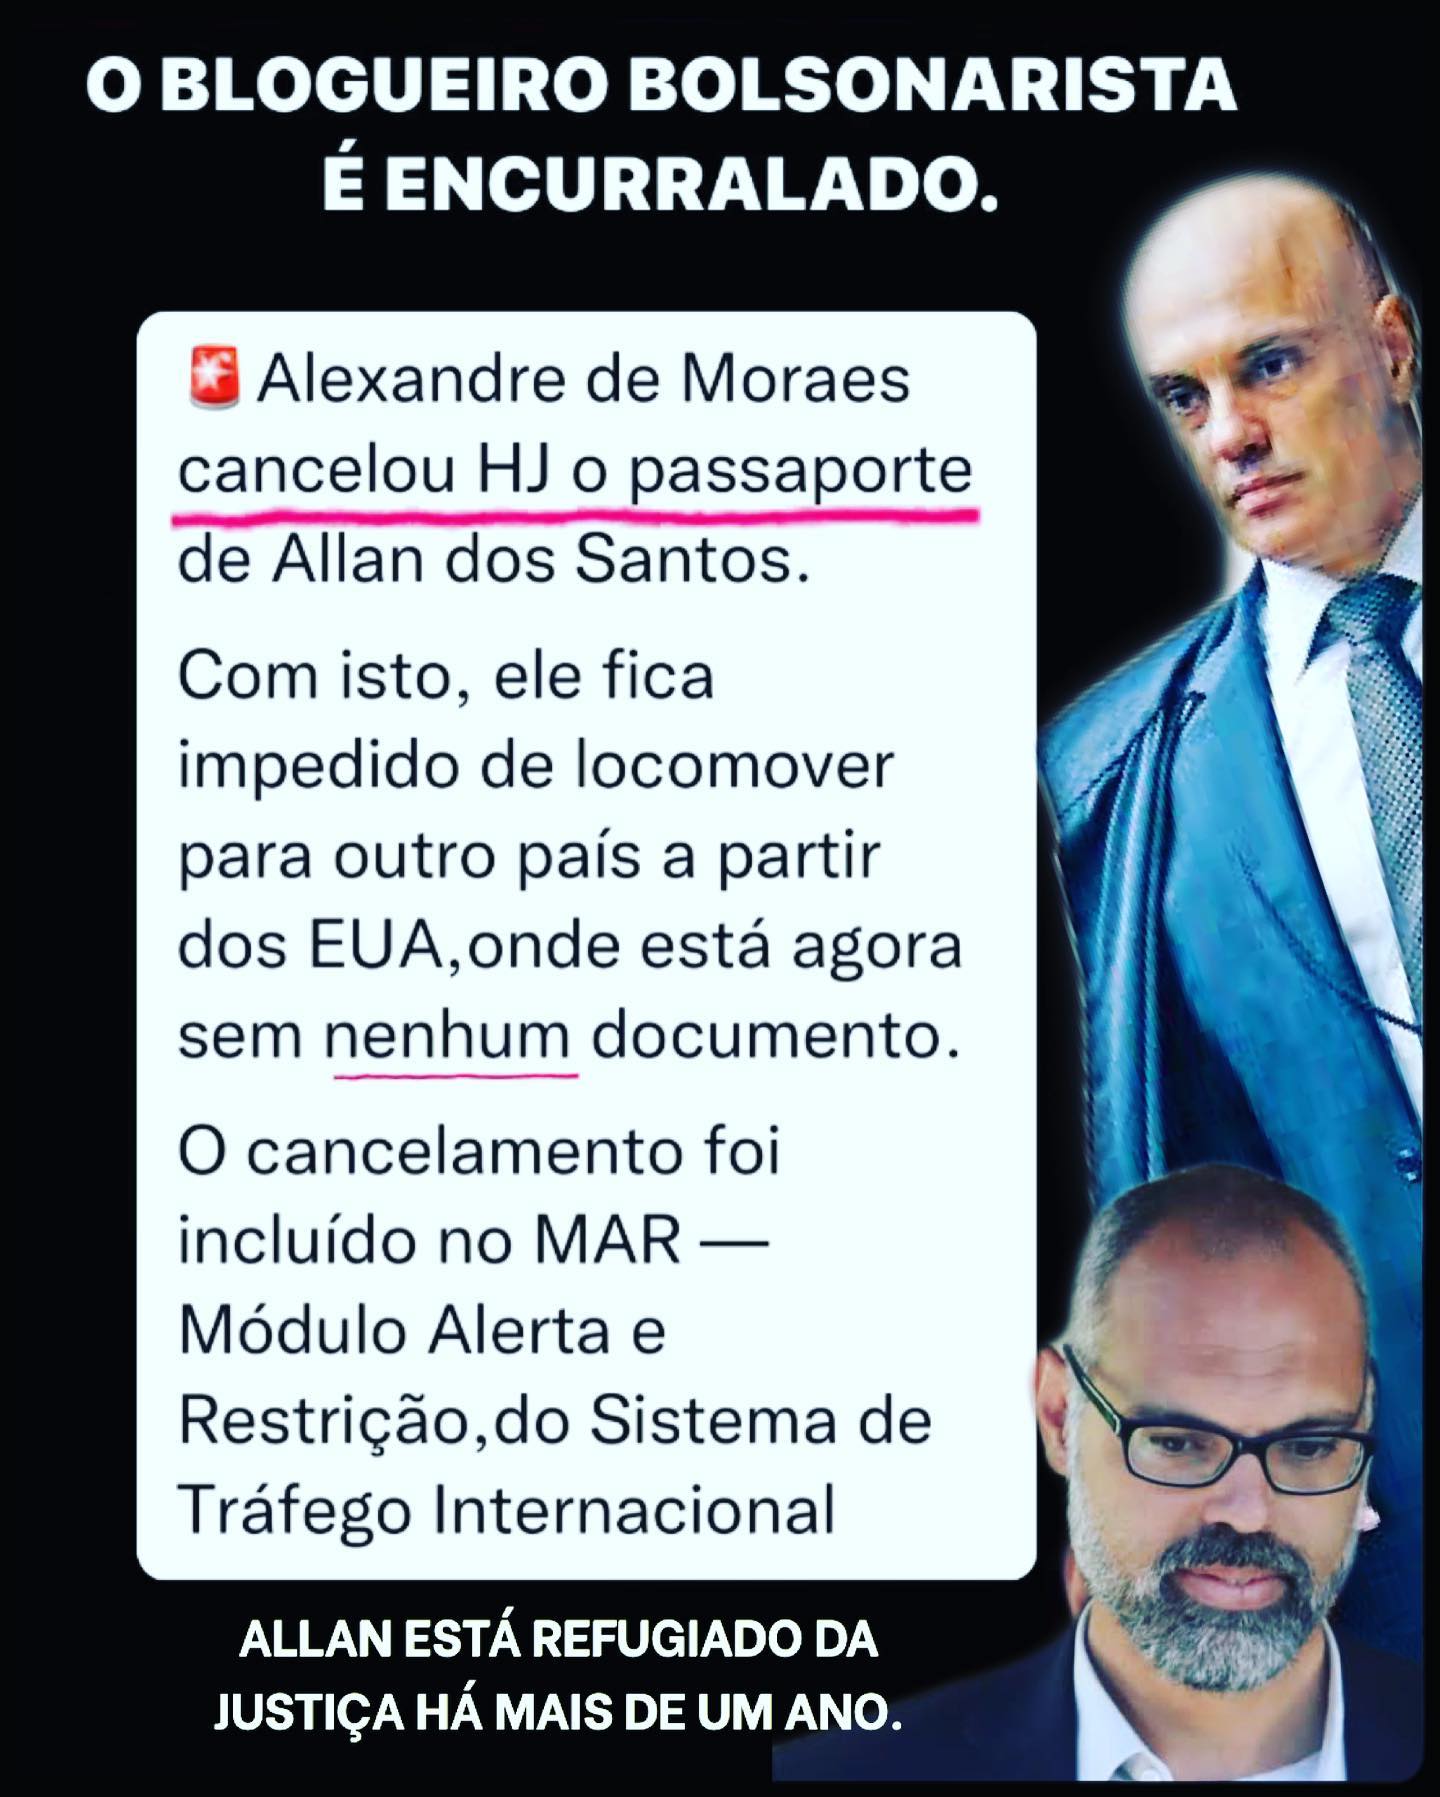 O BLOGUEIRO BOLSONARISTA
É ENCURRALADO.
🚨Alexandre de Moraes
cancelou HJ o passaporte
de Allan dos Santos.
Com isto, ele fica
impedido de locomover
para outro país a partir
dos EUA,onde está agora
sem nenhum documento.
O cancelamento foi
incluído no MAR —
Módulo Alerta e
Restrição,do Sistema de
Tráfego Internacional
ALLAN ESTÁ REFUGIADO DA
JUSTIÇA HÁ MAIS DE UM ANO.